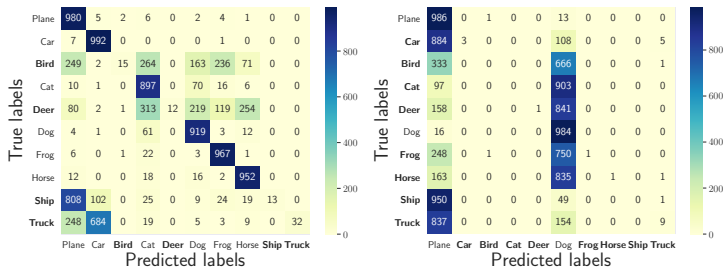 Plane 980 5 2 6 0 2 4 1 0 0
Car 7 992 0 0 0 0 1 0 0 0
Bird 249 2 15 264 0 163 236 71 0 0
Cat 10 1 0 897 0 70 16 6 0 0
Deer 80 2 1 313 12 219 119 254 0 0
Dog 4 1 0 61 0 919 3 12 0 0
Frog 6 0 1 22 0 3 967 1 0 0
Horse 12 0 0 18 0 16 2 952 0 0
Ship 808 102 0 25 0 9 24 19 13 0
Truck 248 684 0 19 0 5 3 9 0 32
Plane Car Bird Cat Deer Dog Frog Horse Ship Truck
Predicted labels
True labels
800
600
400
200
0
Plane 986 0 1 0 0 13 0 0 0 0
Car 884 3 0 0 0 108 0 0 0 5
Bird 333 0 0 0 0 666 0 0 0 1
Cat 97 0 0 0 0 903 0 0 0 0
Deer 158 0 0 0 1 841 0 0 0 0
Dog 16 0 0 0 0 984 0 0 0 0
Frog 248 0 1 0 0 750 1 0 0 0
Horse 163 0 0 0 0 835 0 1 0 1
Ship 950 0 0 0 0 49 0 0 0 1
Truck 837 0 0 0 0 154 0 0 0 9
Plane Car Bird Cat Deer Dog Frog Horse Ship Truck
Predicted labels
True labels
800
600
400
200
0